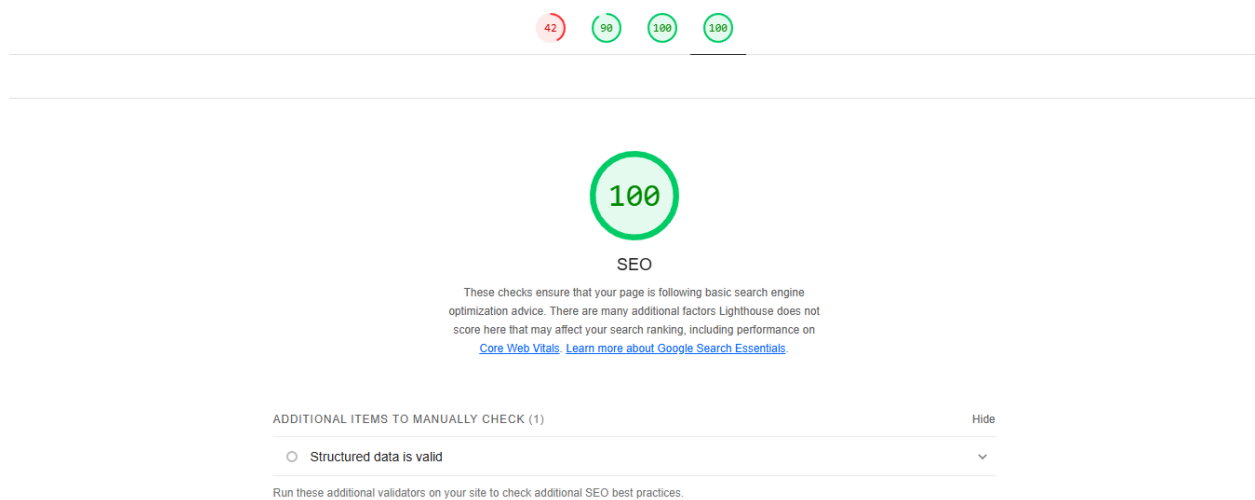 42 90 100 100
100
SEO
These checks ensure that your page is following basic search engine
optimization advice. There are many additional factors Lighthouse does not
score here that may affect your search ranking, including performance on
Core Web Vitals. Learn more about Google Search Essentials.
ADDITIONAL ITEMS TO MANUALLY CHECK (1) Hide
Structured data is valid
Run these additional validators on your site to check additional SEO best practices.